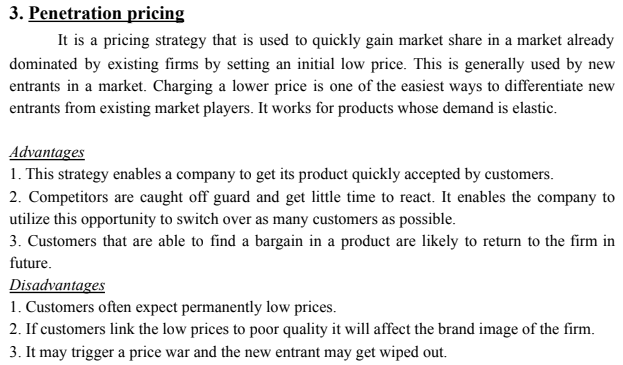 3. Penetration pricing
It is a pricing strategy that is used to quickly gain market share in a market already
dominated by existing firms by setting an initial low price. This is generally used by new
entrants in a market. Charging a lower price is one of the easiest ways to differentiate new
entrants from existing market players. It works for products whose demand is elastic.
Advantages
1. This strategy enables a company to get its product quickly accepted by customers.
2. Competitors are caught off guard and get little time to react. It enables the company to
utilize this opportunity to switch over as many customers as possible.
3. Customers that are able to find a bargain in a product are likely to return to the firm in
future.
Disadvantages
1. Customers often expect permanently low prices.
2. If customers link the low prices to poor quality it will affect the brand image of the firm.
3. It may trigger a price war and the new entrant may get wiped out.